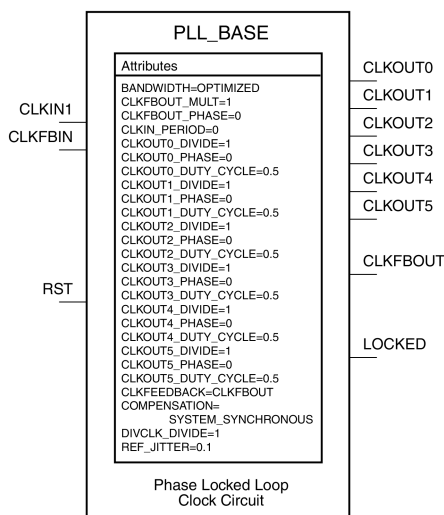 PLL_BASE
Attributes
BANDWIDTH=OPTIMIZED
CLKFBOUT_MULT=1
CLKFBOUT_PHASE=0
CLKIN_PERIOD=0
CLKOUT0_DIVIDE=1
CLKOUT0_PHASE=0
CLKOUT0_DUTY_CYCLE=0.5
CLKOUT1_DIVIDE=1
CLKOUT1_PHASE=0
CLKOUT1_DUTY_CYCLE=0.5
CLKOUT2_DIVIDE=1
CLKOUT2_PHASE=0
CLKOUT2_DUTY_CYCLE=0.5
CLKOUT3_DIVIDE=1
CLKOUT3_PHASE=0
CLKOUT3_DUTY_CYCLE=0.5
CLKOUT4_DIVIDE=1
CLKOUT4_PHASE=0
CLKOUT4_DUTY_CYCLE=0.5
CLKOUT5_DIVIDE=1
CLKOUT5_PHASE=0
CLKOUT5_DUTY_CYCLE=0.5
CLKFEEDBACK=CLKFBOUT
COMPENSATION=
SYSTEM_SYNCHRONOUS
DIVCLK_DIVIDE=1
REF_JITTER=0.1
CLKIN1
CLKFBIN
RST
CLKOUT0
CLKOUT1
CLKOUT2
CLKOUT3
CLKOUT4
CLKOUT5
CLKFBOUT
LOCKED
Phase Locked Loop
Clock Circuit